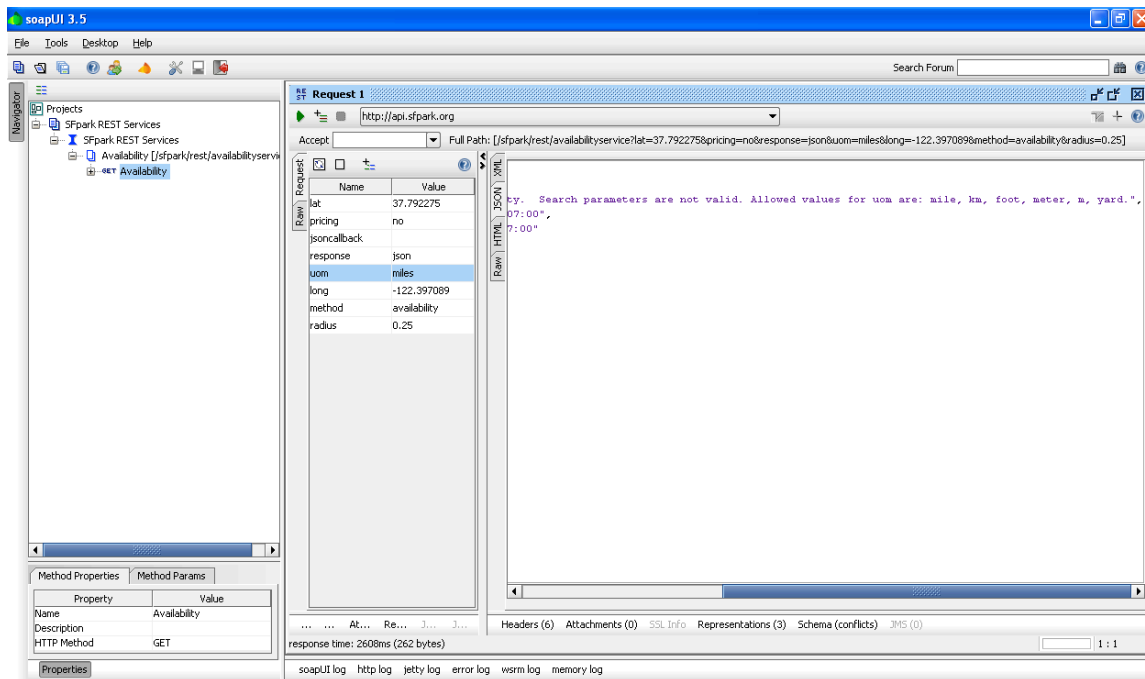 soapUI 3.5
File Tools Desktop Help
Search Forum
Navigator
Projects
SFpark REST Services
SFpark REST Services
Availability [/sfpark/rest/availabilityservi
GET Availability
Request 1
http://api.sfpark.org
Accept Full Path: [/sfpark/rest/availabilityservice?lat=37.792275&pricing=no&response=json&uom=miles&long=-122.397089&method=availability&radius=0.25]
Request
Raw
Name Value
lat 37.792275
pricing no
jsoncallback
response json
uom miles
long -122.397089
method availability
radius 0.25
XML
JSON
HTML
Raw
ty.  Search parameters are not valid. Allowed values for uom are: mile, km, foot, meter, m, yard.",
07:00",
7:00"
Method Properties Method Params
Property Value
Name Availability
Description
HTTP Method GET
Properties
... ... At... Re... J... J...
Headers (6) Attachments (0) SSL Info Representations (3) Schema (conflicts) JMS (0)
response time: 2608ms (262 bytes)
1 : 1
soapUI log http log jetty log error log wsrm log memory log